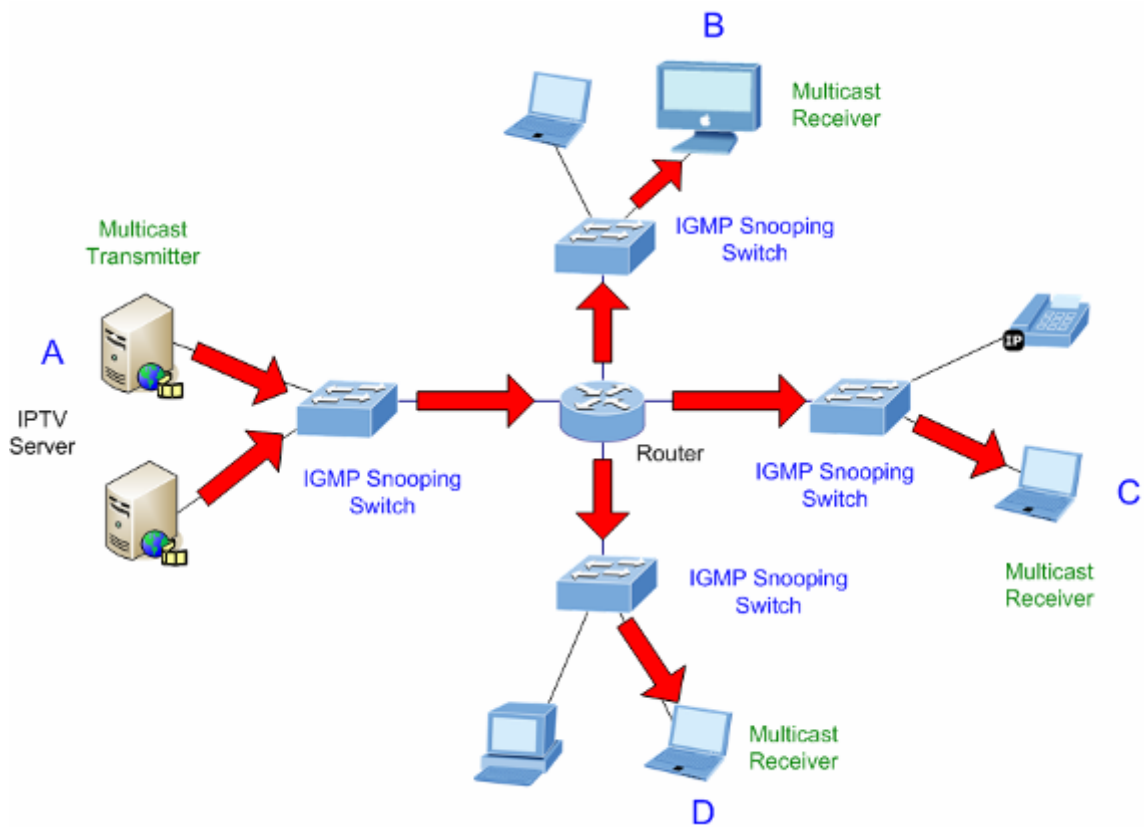 B
Multicast
Receiver
IGMP Snooping
Switch
Multicast
Transmitter
A
IPTV
Server
IGMP Snooping
Switch
Router
IP
IGMP Snooping
Switch
C
Multicast
Receiver
IGMP Snooping
Switch
Multicast
Receiver
D